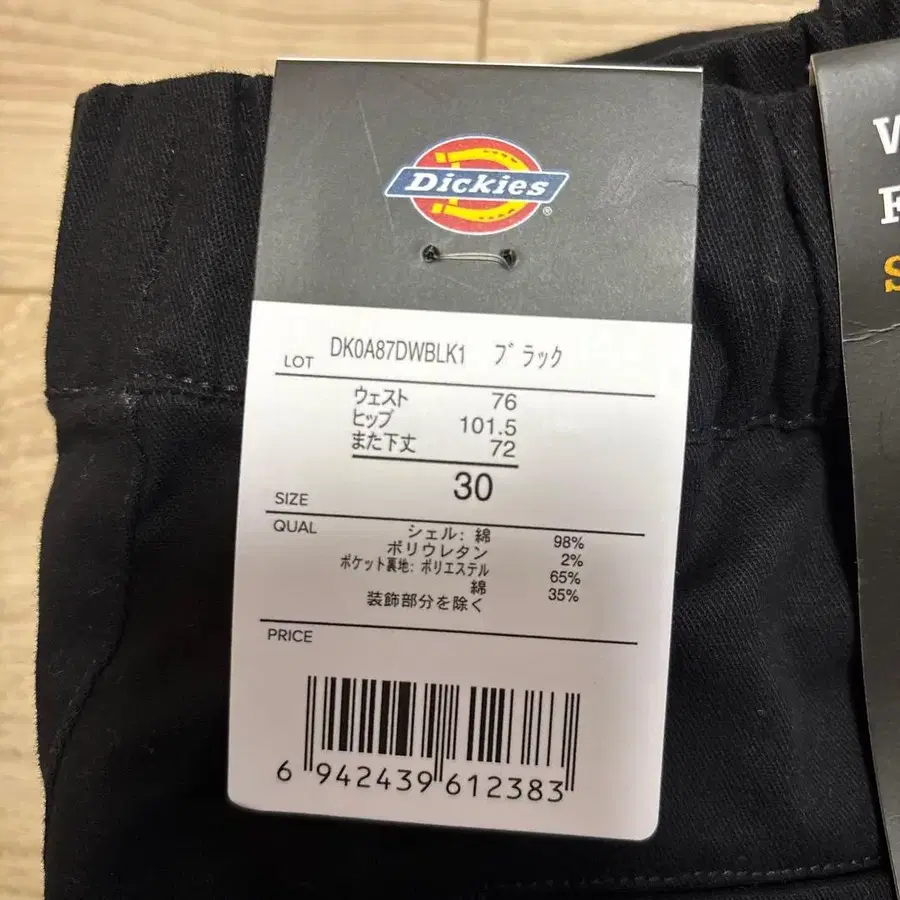 Dickies
®
LOT DK0A87DWBLK1 ブラック
ウェスト 76
ヒップ 101.5
また下丈 72
SIZE 30
QUAL シェル: 綿 98%
ポリウレタン 2%
ポケット裏地: ポリエステル 65%
綿 35%
装飾部分を除く
PRICE
6 942439 612383